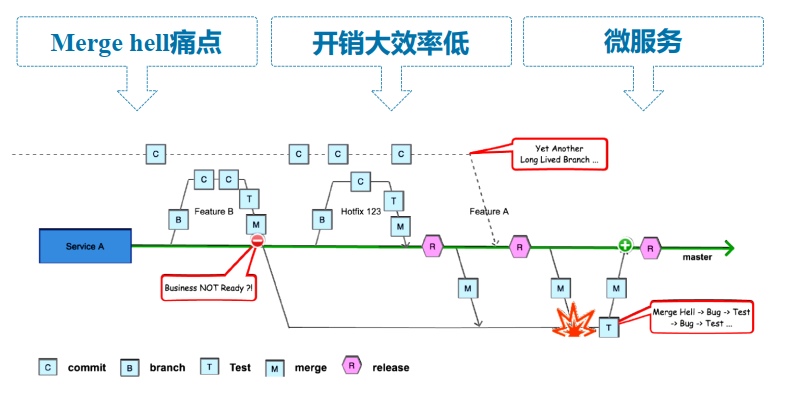 Merge hell痛点
开销大效率低
微服务
Yet Another
Long Lived Branch ...
C
C
C
C
C
C
C
T
T
Feature B
Hotfix 123
Feature A
B
M
B
M
Service A
R
R
R
master
Business NOT Ready ?!
M
M
M
Merge Hell -> Bug -> Test
-> Bug -> Test ...
T
C commit
B branch
T Test
M merge
R release